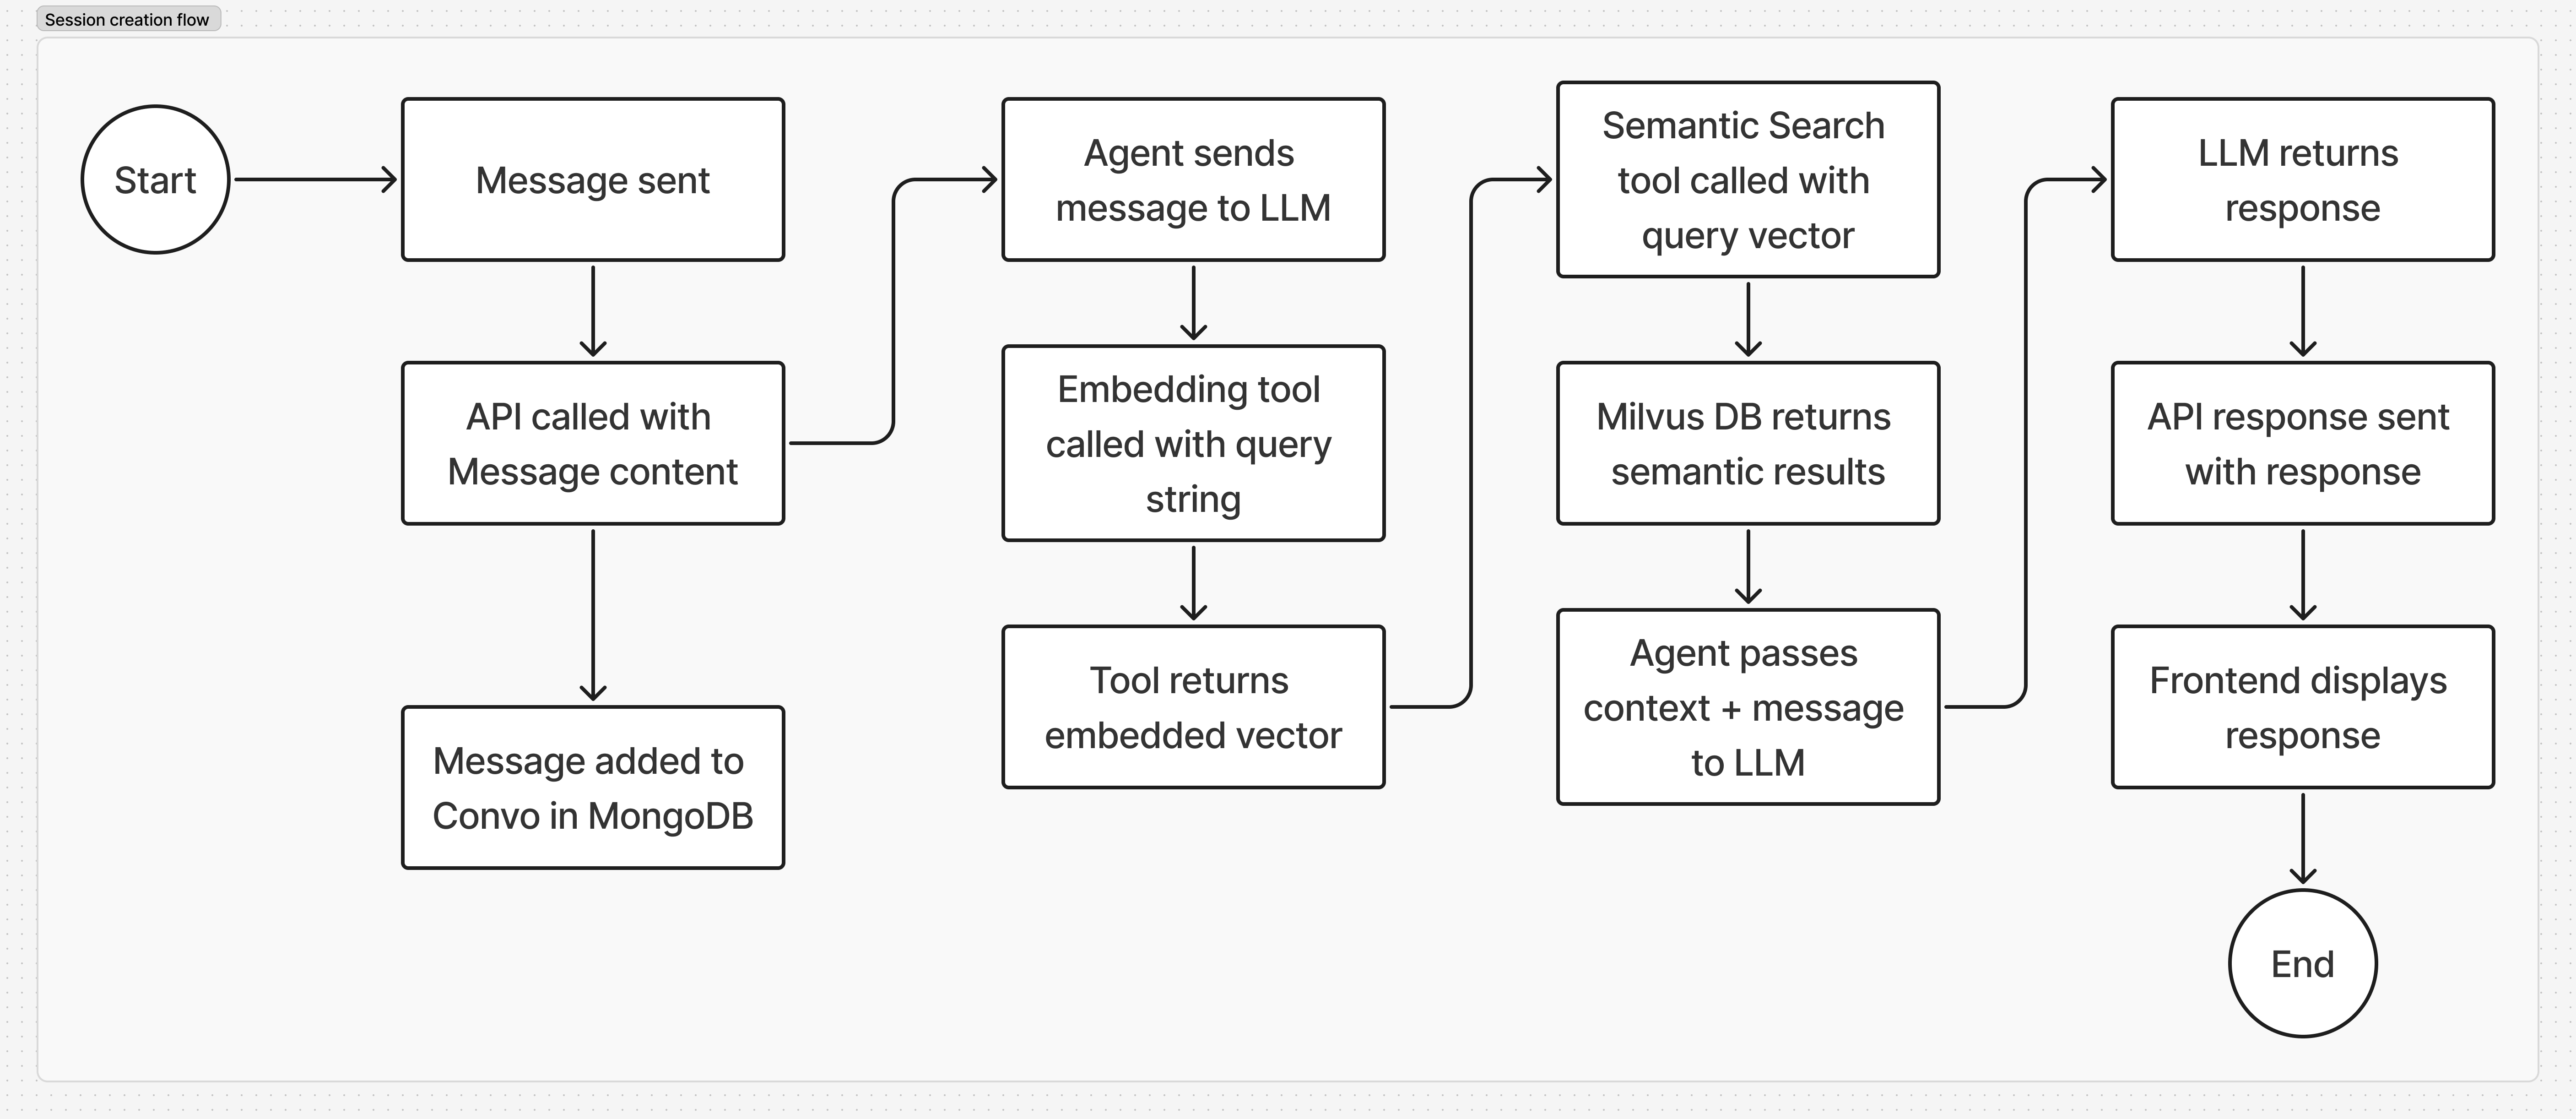 Session creation flow
Start
Message sent
API called with
Message content
Message added to
Convo in MongoDB
Agent sends
message to LLM
Embedding tool
called with query
string
Tool returns
embedded vector
Semantic Search
tool called with
query vector
Milvus DB returns
semantic results
Agent passes
context + message
to LLM
LLM returns
response
API response sent
with response
Frontend displays
response
End